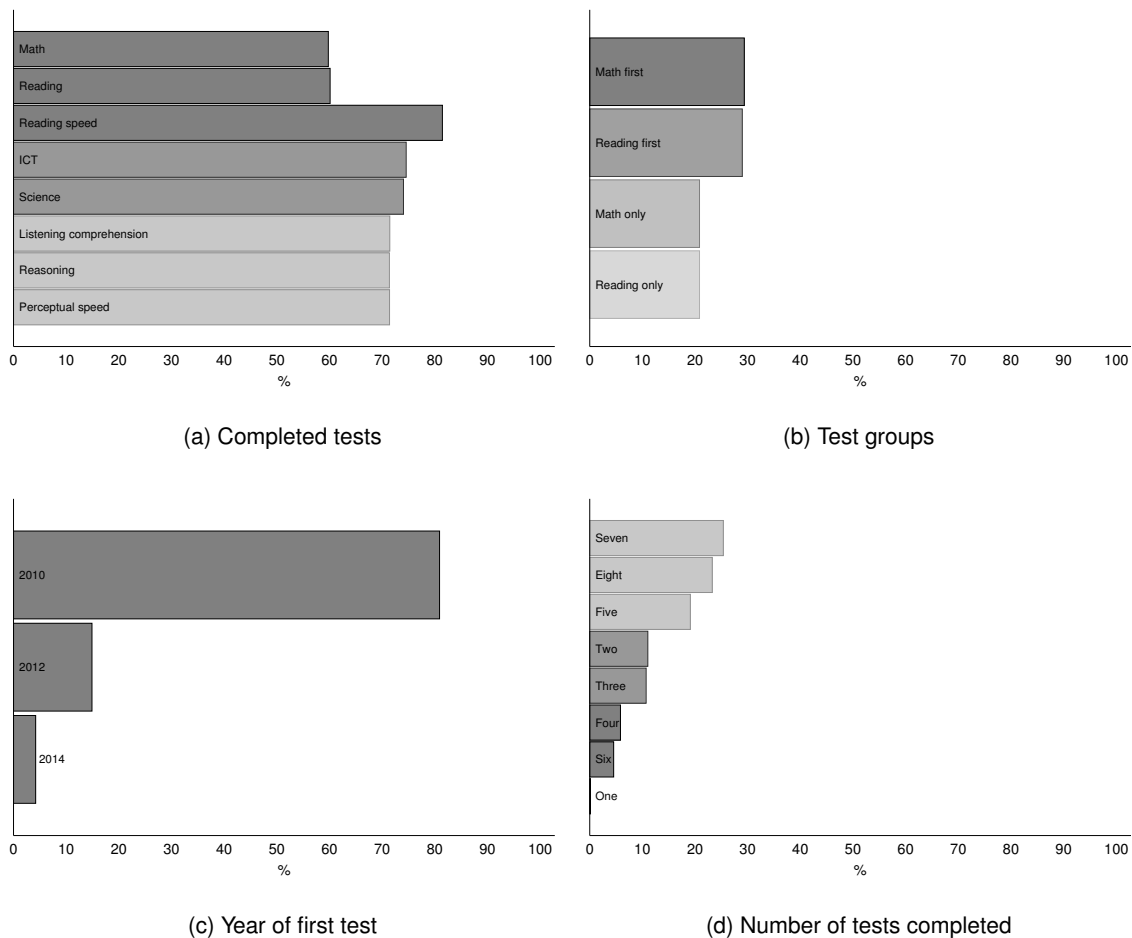 Math
Reading
Reading speed
ICT
Science
Listening comprehension
Reasoning
Perceptual speed
0 10 20 30 40 50 60 70 80 90 100
%
(a) Completed tests
Math first
Reading first
Math only
Reading only
0 10 20 30 40 50 60 70 80 90 100
%
(b) Test groups
2010
2012
2014
0 10 20 30 40 50 60 70 80 90 100
%
(c) Year of first test
Seven
Eight
Five
Two
Three
Four
Six
One
0 10 20 30 40 50 60 70 80 90 100
%
(d) Number of tests completed